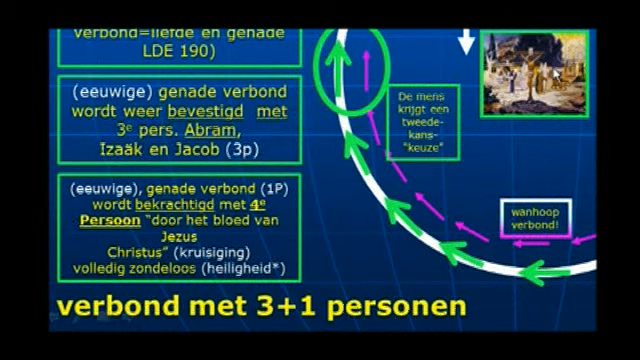 verbond=liefde en genade
LDE 190)
(eeuwige) genade verbond
wordt weer bevestigd met
3e pers. Abram,
Izaäk en Jacob (3p)
(eeuwige), genade verbond (1P)
wordt bekrachtigd met 4e
Persoon "door het bloed van
Jezus
Christus" (kruisiging)
volledig zondeloos (heiligheid*)
De mens
krijgt een
tweede-
kans-
"keuze"
wanhoop
verbond!
verbond met 3+1 personen